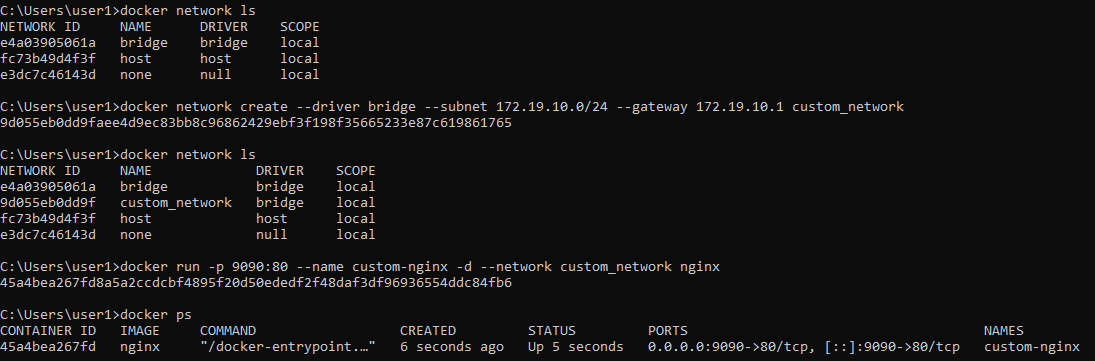 C:\Users\user1>docker network ls
NETWORK ID     NAME      DRIVER    SCOPE
e4a03905061a   bridge    bridge    local
fc73b49d4f3f   host      host      local
e3dc7c46143d   none      null      local
C:\Users\user1>docker network create --driver bridge --subnet 172.19.10.0/24 --gateway 172.19.10.1 custom_network
9d055eb0dd9faee4d9ec83bb8c96862429ebf3f198f35665233e87c619861765
C:\Users\user1>docker network ls
NETWORK ID     NAME             DRIVER    SCOPE
e4a03905061a   bridge           bridge    local
9d055eb0dd9f   custom_network   bridge    local
fc73b49d4f3f   host             host      local
e3dc7c46143d   none             null      local
C:\Users\user1>docker run -p 9090:80 --name custom-nginx -d --network custom_network nginx
45a4bea267fd8a5a2ccdcbf4895f20d50ededf2f48daf3df96936554ddc84fb6
C:\Users\user1>docker ps
CONTAINER ID   IMAGE     COMMAND                  CREATED         STATUS         PORTS                                     NAMES
45a4bea267fd   nginx     "/docker-entrypoint.…"   6 seconds ago   Up 5 seconds   0.0.0.0:9090->80/tcp, [::]:9090->80/tcp   custom-nginx